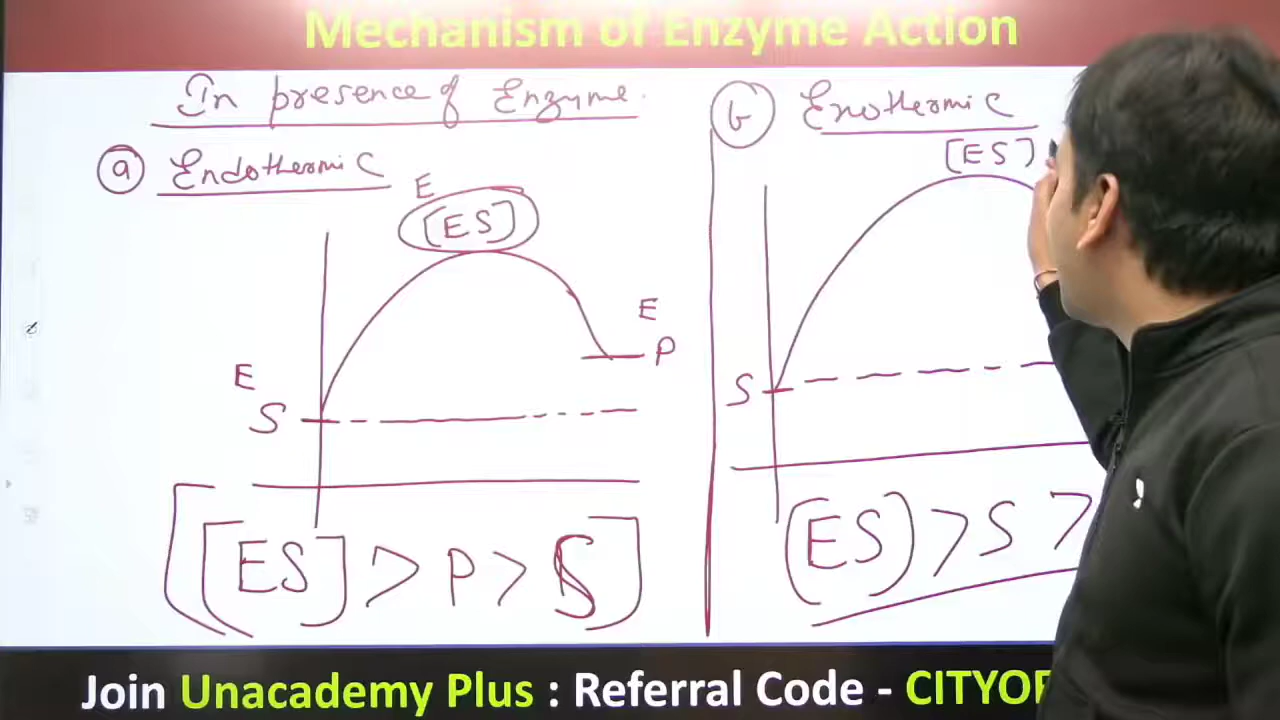 Mechanism of Enzyme Action
In presence of Enzyme.
a Endothermic
E
[ES]
E
P
E
S
[[ES] > P > S]
b Exothermic
[ES]
S
(ES) > S >
Join Unacademy Plus : Referral Code - CITYOF